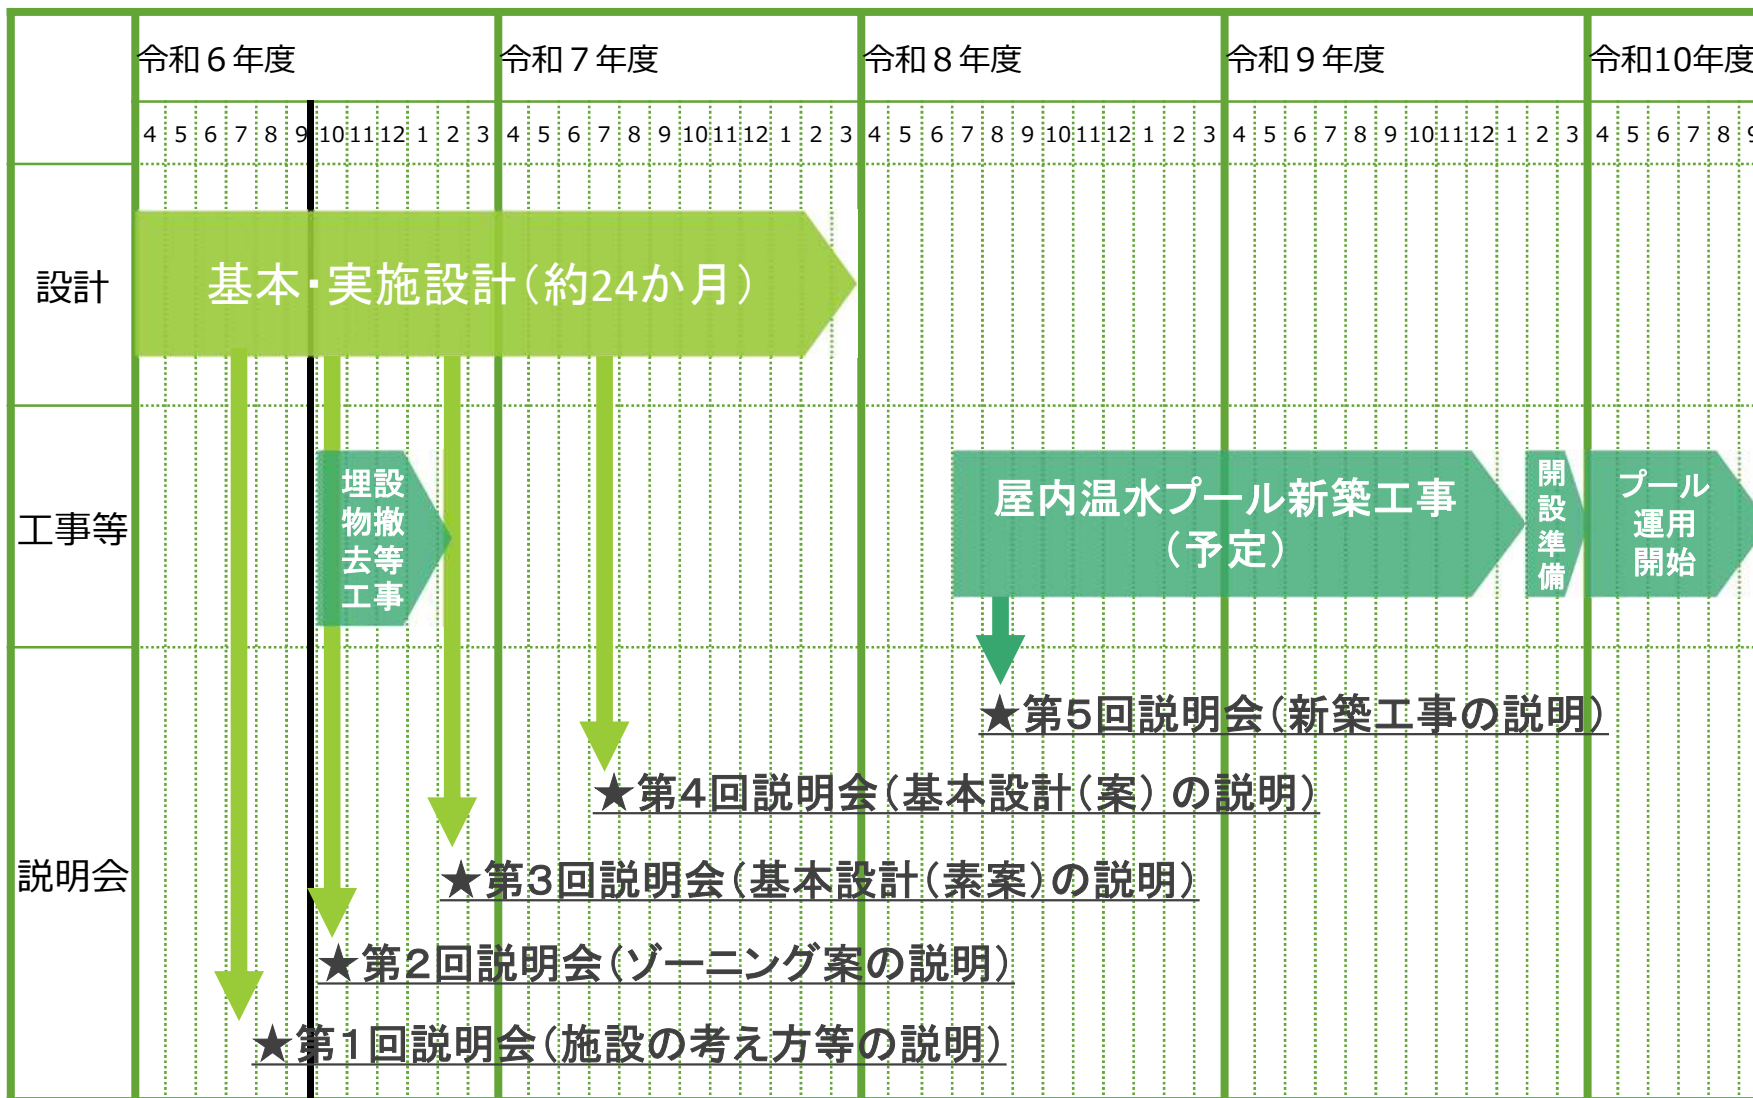 令和６年度 令和７年度 令和８年度 令和９年度 令和10年度
4 5 6 7 8 9 10 11 12 1 2 3 4 5 6 7 8 9 10 11 12 1 2 3 4 5 6 7 8 9 10 11 12 1 2 3 4 5 6 7 8 9 10 11 12 1 2 3 4 5 6 7 8 9
設計
基本・実施設計（約24か月）
工事等
埋設
物撤
去等
工事
屋内温水プール新築工事
（予定）
開
設
準
備
プール
運用
開始
説明会
★第5回説明会（新築工事の説明）
★第4回説明会（基本設計（案）の説明）
★第3回説明会（基本設計（素案）の説明）
★第2回説明会（ゾーニング案の説明）
★第1回説明会（施設の考え方等の説明）